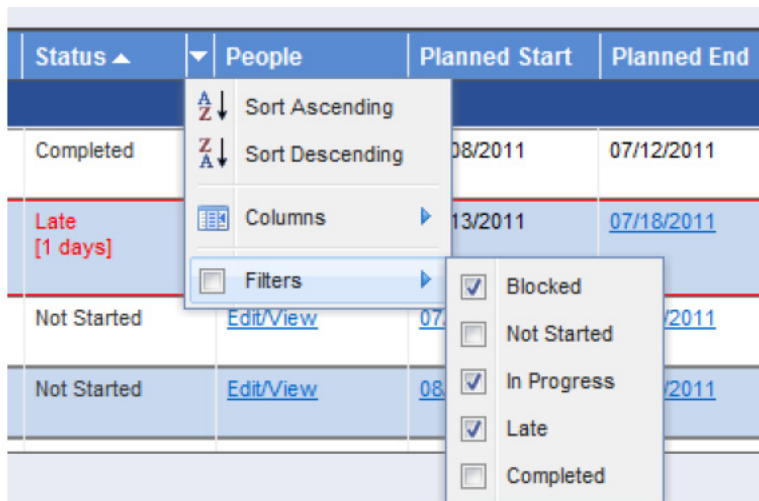 Status People Planned Start Planned End
Sort Ascending
Completed 08/2011 07/12/2011
Sort Descending
Late Columns 13/2011 07/18/2011
[1 days]
Filters
Blocked
Not Started Edit/View 07 /2011
Not Started
In Progress
Not Started Edit/View 08 /2011
Late
Completed